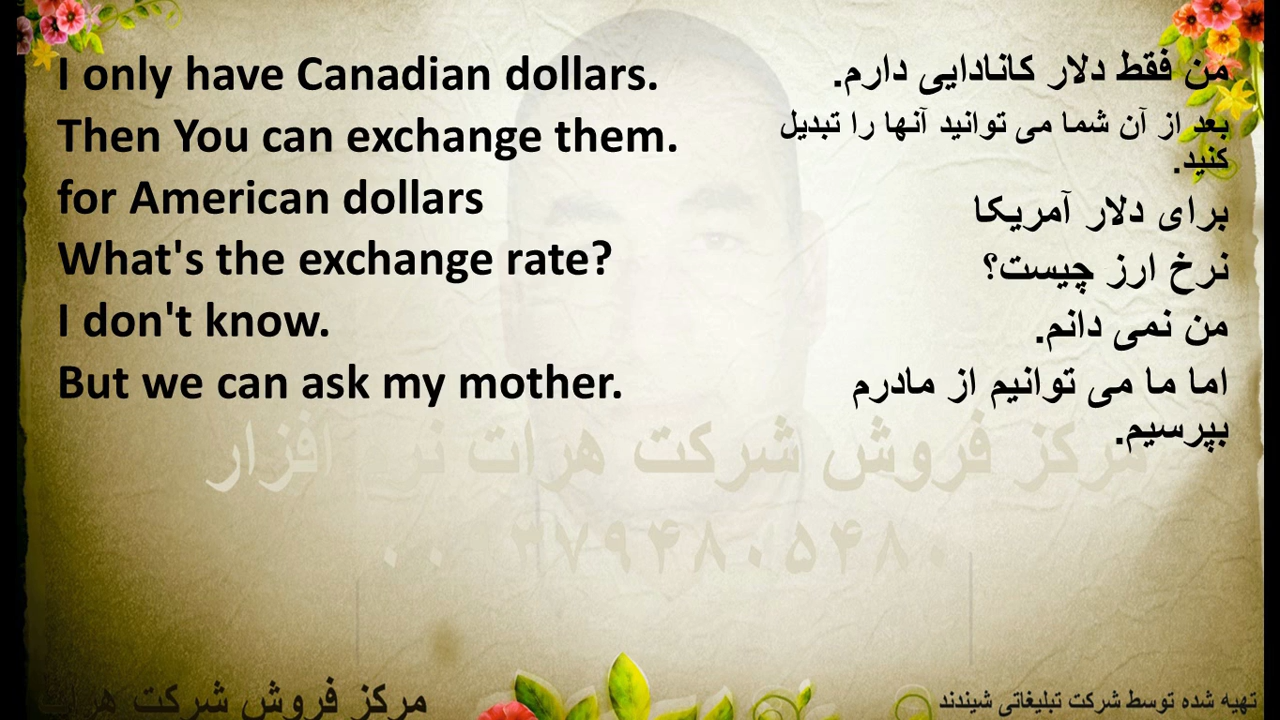 I only have Canadian dollars.
Then You can exchange them.
for American dollars
What's the exchange rate?
I don't know.
But we can ask my mother.
من فقط دلار کانادایی دارم.
بعد از آن شما می توانید آنها را تبدیل
کنید.
برای دلار آمریکا
نرخ ارز چیست؟
من نمی دانم.
اما ما می توانیم از مادرم
بپرسیم.
مرکز فروش شرکت هرات افزار
مرکز فروش شرکت هرات
تهیه شده توسط شرکت تبلیغاتی شیندند